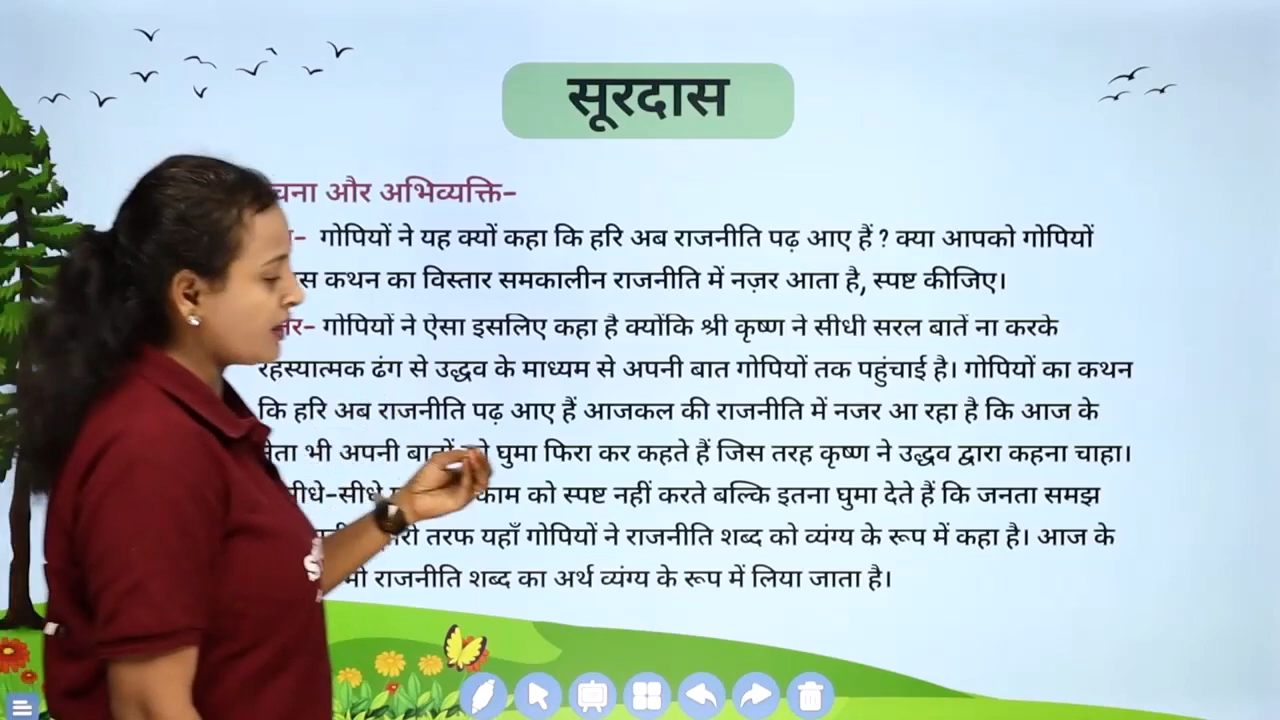 सूरदास
चना और अभिव्यक्ति-
गोपियों ने यह क्यों कहा कि हरि अब राजनीति पढ़ आए हैं ? क्या आपको गोपियों
कथन का विस्तार समकालीन राजनीति में नज़र आता है, स्पष्ट कीजिए।
गोपियों ने ऐसा इसलिए कहा है क्योंकि श्री कृष्ण ने सीधी सरल बातें ना करके
रहस्यात्मक ढंग से उद्धव के माध्यम से अपनी बात गोपियों तक पहुंचाई है। गोपियों का कथन
कि हरि अब राजनीति पढ़ आए हैं आजकल की राजनीति में नजर आ रहा है कि आज के
भी अपनी घुमा फिरा कर कहते हैं जिस तरह कृष्ण ने उद्धव द्वारा कहना चाहा।
काम को स्पष्ट नहीं करते बल्कि इतना घुमा देते हैं कि जनता समझ
तरफ यहाँ गोपियों ने राजनीति शब्द को व्यंग्य के रूप में कहा है। आज के
राजनीति शब्द का अर्थ व्यंग्य के रूप में लिया जाता है।